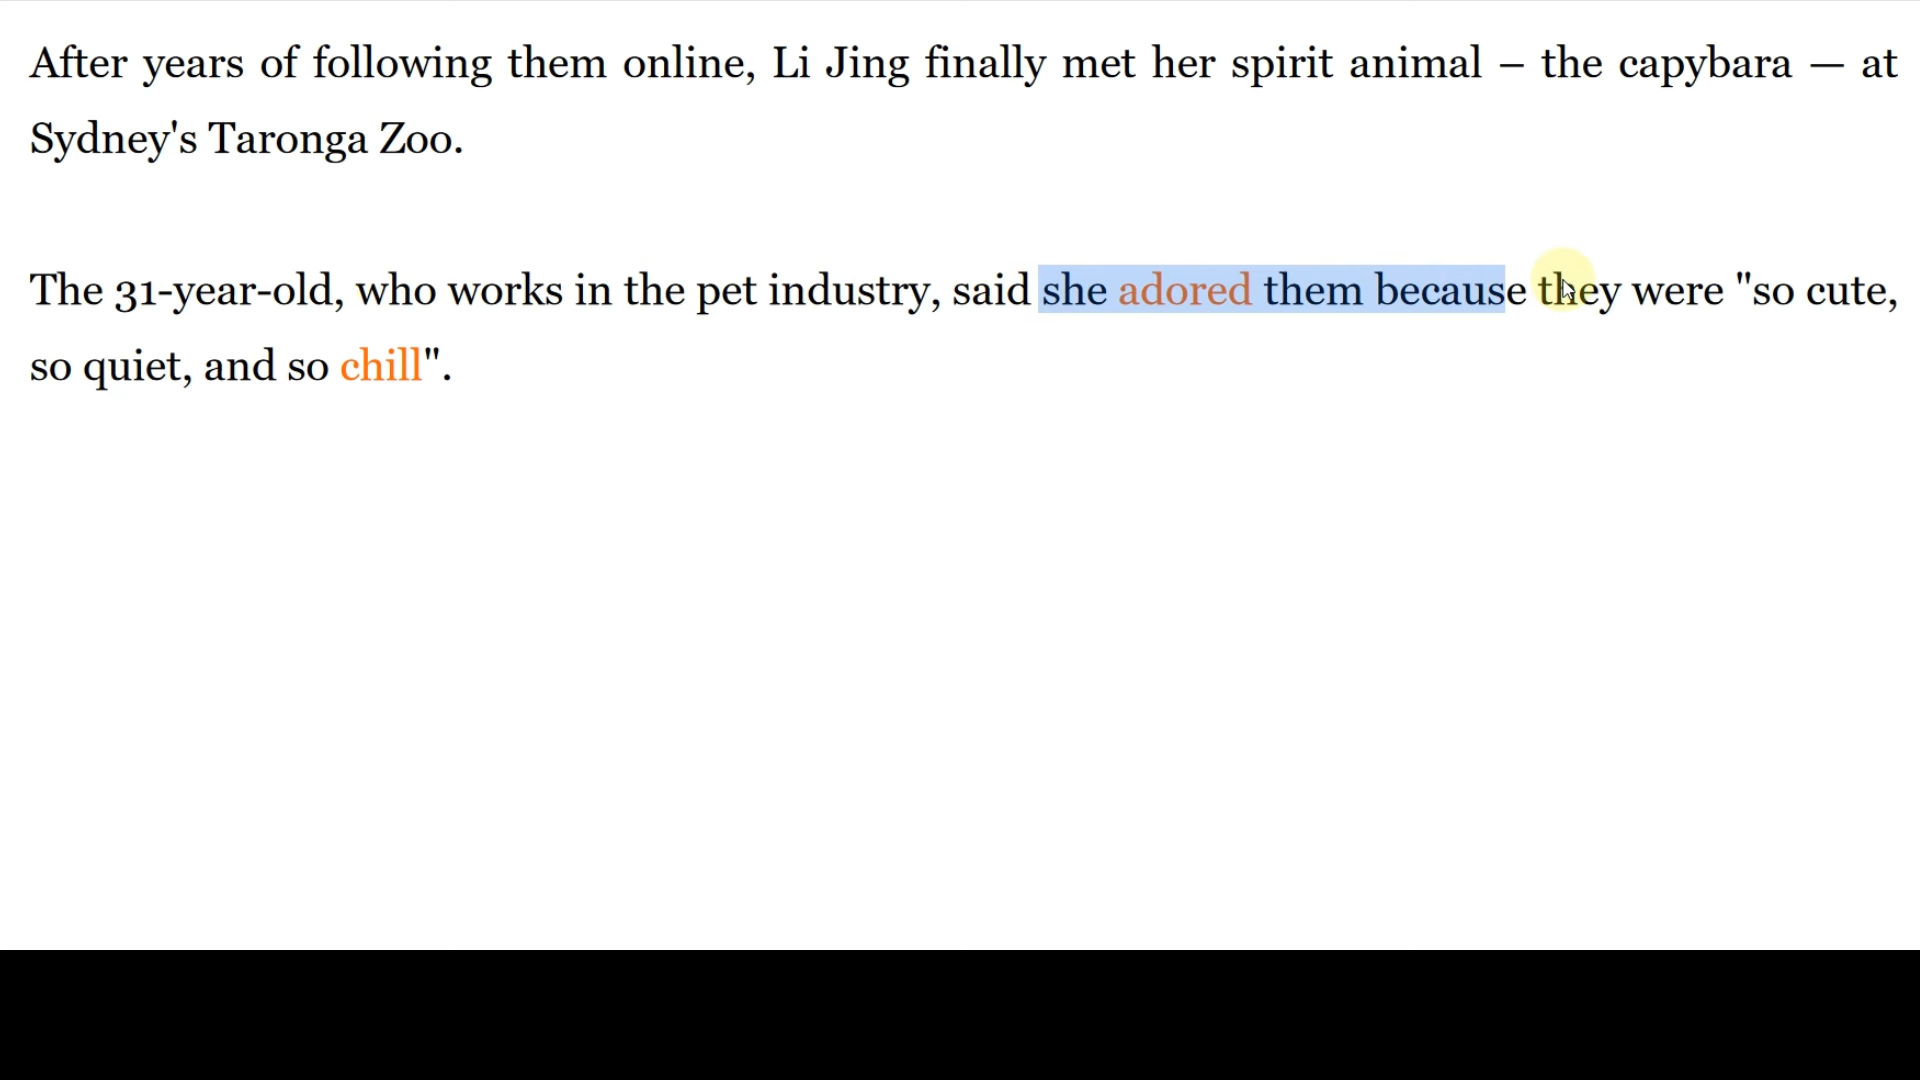 After years of following them online, Li Jing finally met her spirit animal – the capybara — at
Sydney's Taronga Zoo.
The 31-year-old, who works in the pet industry, said she adored them because they were "so cute,
so quiet, and so chill".